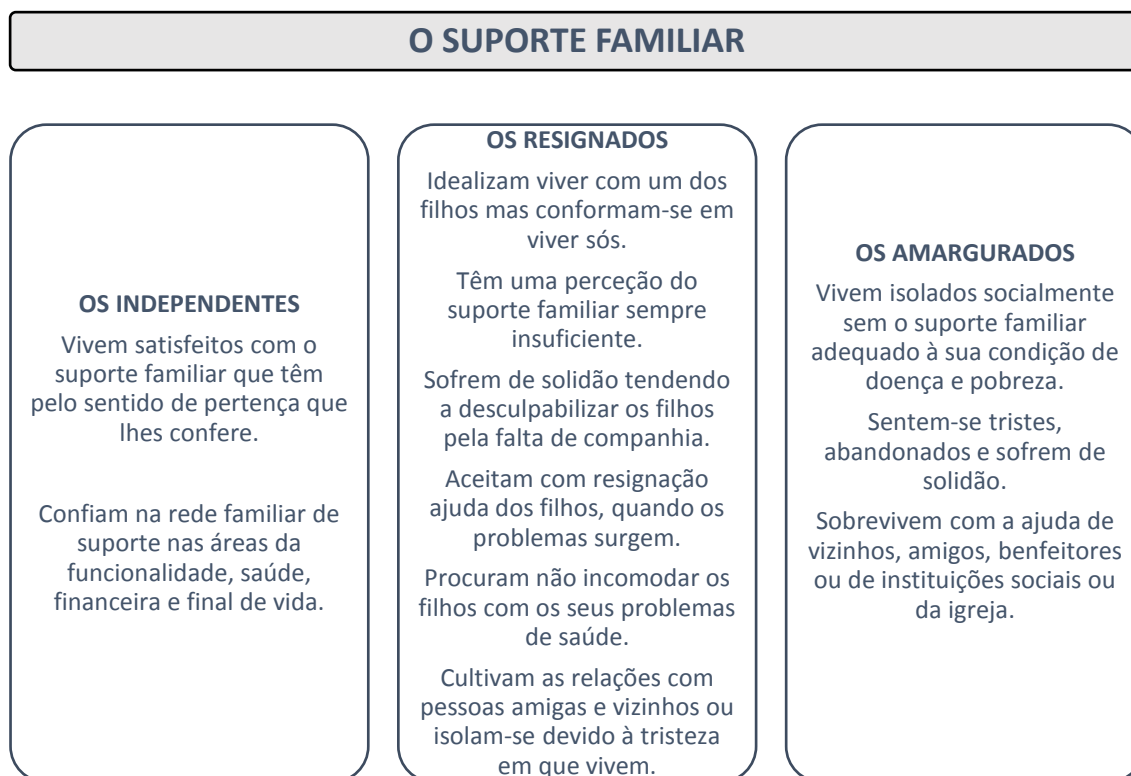 O SUPORTE FAMILIAR
OS INDEPENDENTES
Vivem satisfeitos com o
suporte familiar que têm
pelo sentido de pertença que
lhes confere.
Confiam na rede familiar de
suporte nas áreas da
funcionalidade, saúde,
financeira e final de vida.
OS RESIGNADOS
Idealizam viver com um dos
filhos mas conformam-se em
viver sós.
Têm uma perceção do
suporte familiar sempre
insuficiente.
Sofrem de solidão tendendo
a desculpabilizar os filhos
pela falta de companhia.
Aceitam com resignação
ajuda dos filhos, quando os
problemas surgem.
Procuram não incomodar os
filhos com os seus problemas
de saúde.
Cultivam as relações com
pessoas amigas e vizinhos ou
isolam-se devido à tristeza
em que vivem.
OS AMARGURADOS
Vivem isolados socialmente
sem o suporte familiar
adequado à sua condição de
doença e pobreza.
Sentem-se tristes,
abandonados e sofrem de
solidão.
Sobrevivem com a ajuda de
vizinhos, amigos, benfeitores
ou de instituições sociais ou
da igreja.